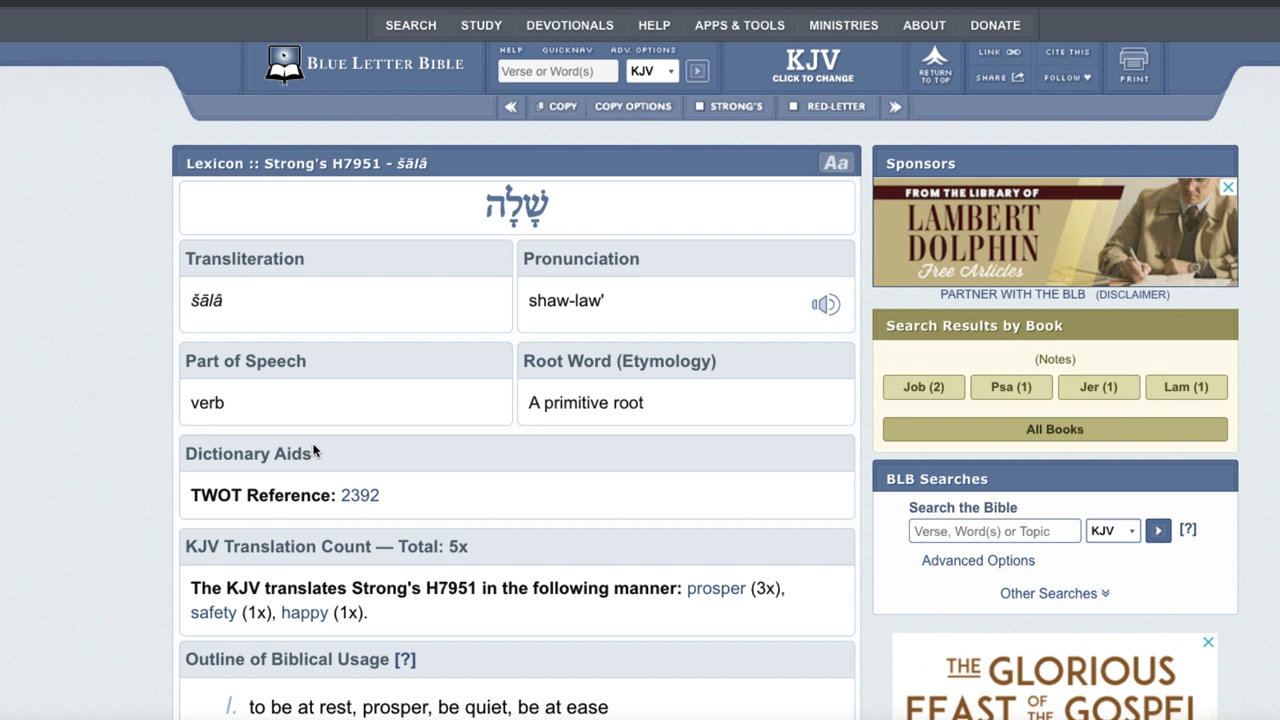 SEARCH STUDY DEVOTIONALS HELP APPS & TOOLS MINISTRIES ABOUT DONATE
BLUE LETTER BIBLE
HELP QUICKNAV ADV. OPTIONS
Verse or Word(s) KJV
KJV
CLICK TO CHANGE
RETURN
TO TOP
LINK CITE THIS
SHARE FOLLOW
PRINT
COPY COPY OPTIONS STRONG'S RED-LETTER
Lexicon :: Strong's H7951 - šālâ Aa
שָׁלָה
Transliteration
šālâ
Pronunciation
shaw-law'
Part of Speech
verb
Root Word (Etymology)
A primitive root
Dictionary Aids
TWOT Reference: 2392
KJV Translation Count — Total: 5x
The KJV translates Strong's H7951 in the following manner: prosper (3x),
safety (1x), happy (1x).
Outline of Biblical Usage [?]
I. to be at rest, prosper, be quiet, be at ease
Sponsors
FROM THE LIBRARY OF
LAMBERT
DOLPHIN
Free Articles
PARTNER WITH THE BLB (DISCLAIMER)
Search Results by Book
(Notes)
Job (2) Psa (1) Jer (1) Lam (1)
All Books
BLB Searches
Search the Bible
Verse, Word(s) or Topic KJV [?]
Advanced Options
Other Searches
THE GLORIOUS
FEAST OF THE GOSPEL